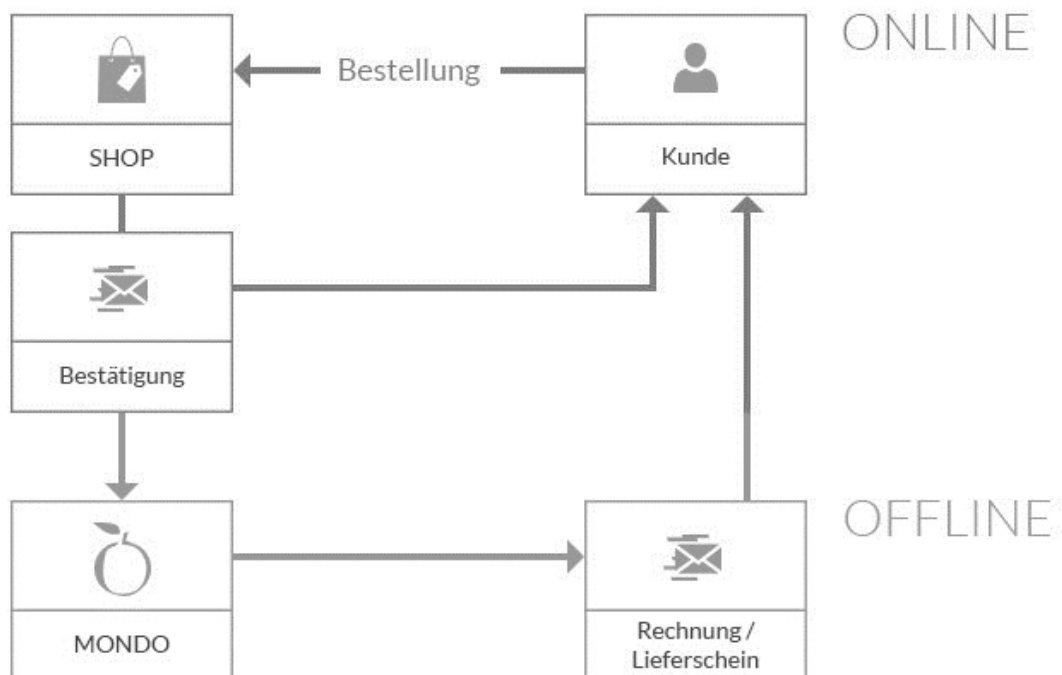 ONLINE
Bestellung
SHOP
Kunde
Bestätigung
OFFLINE
MONDO
Rechnung /
Lieferschein